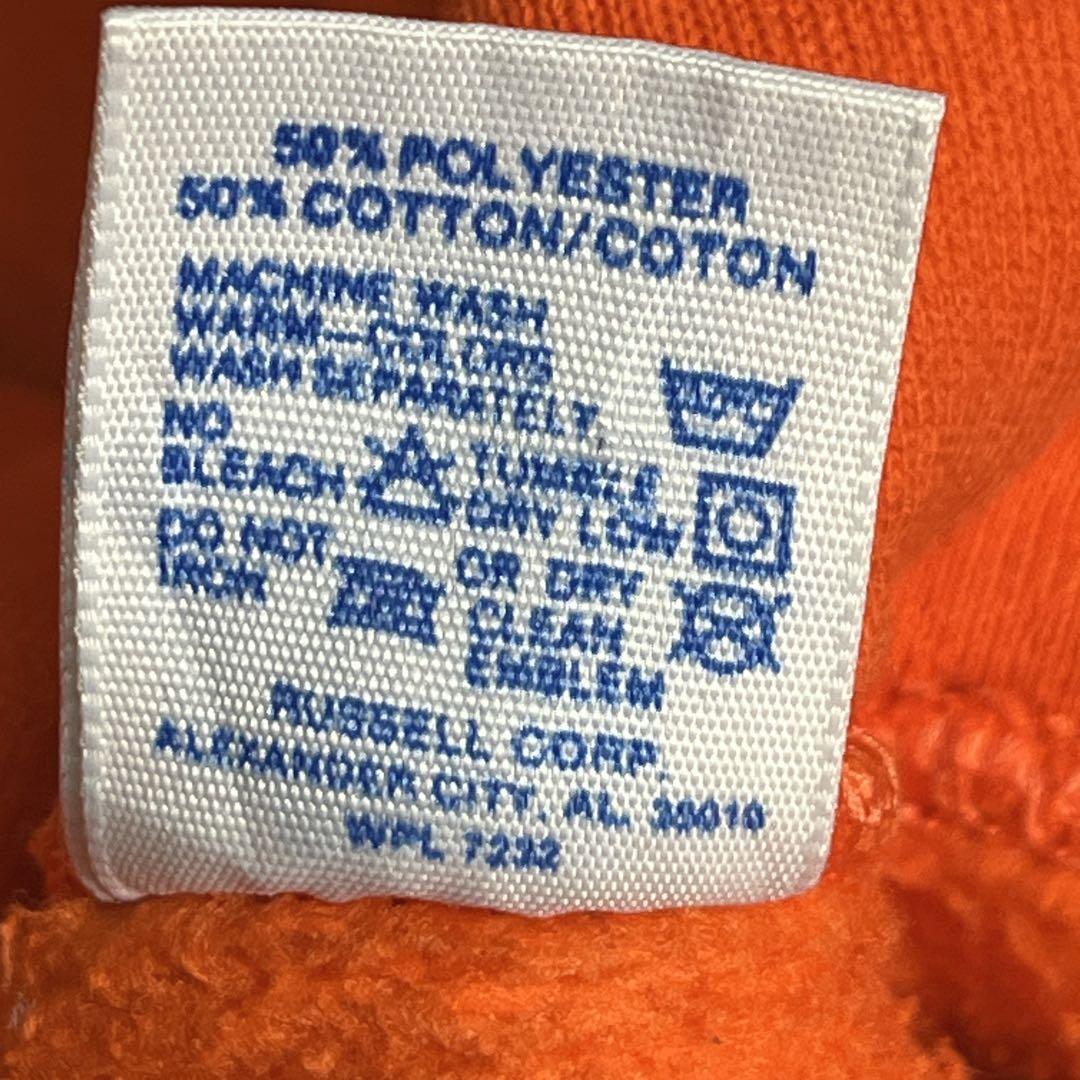 50% POLYESTER
50% COTTON/COTON
MACHINE WASH
WARM—COLORS
WASH SEPARATELY.
NO
BLEACH
DO NOT
IRON
TUMBLE
DRY LOW
OR DRY
CLEAN
EMBLEM
RUSSELL CORP.
ALEXANDER CITY, AL. 35010
WPL 7232